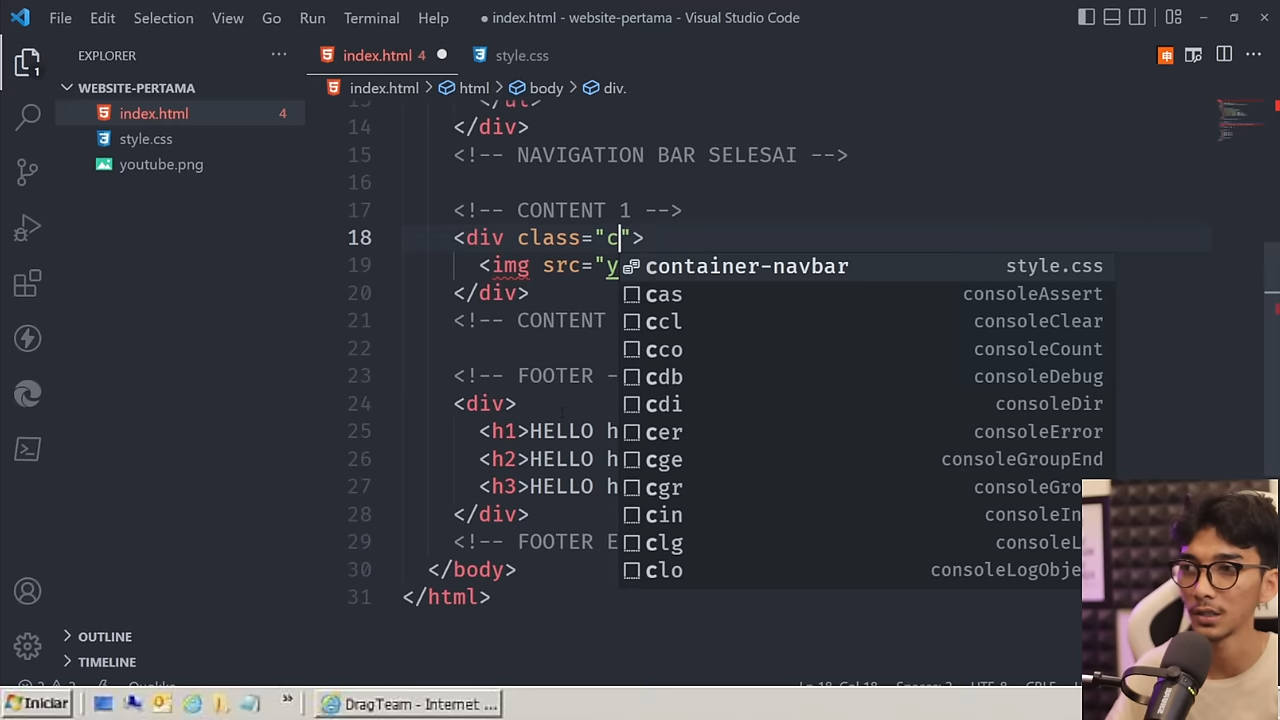 File Edit Selection View Go Run Terminal Help ● index.html - website-pertama - Visual Studio Code
EXPLORER ··· index.html 4 ● style.css ···
1
WEBSITE-PERTAMA index.html > html > body > div.
index.html 4
style.css
youtube.png
14 </div>
15 <!-- NAVIGATION BAR SELESAI -->
16
17 <!-- CONTENT 1 -->
18 <div class="c">
19 <img src="y
container-navbar style.css
20 </div>
cas consoleAssert
21 <!-- CONTENT
ccl consoleClear
22
cco consoleCount
23 <!-- FOOTER -
cdb consoleDebug
24 <div>
cdi consoleDir
25 <h1>HELLO h
cer consoleError
26 <h2>HELLO h
cge consoleGroupEnd
27 <h3>HELLO h
cgr consoleGro
28 </div>
cin consoleIn
29 <!-- FOOTER E
clg consoleL
30 </body>
clo consoleLogObje
31 </html>
OUTLINE
TIMELINE
Iniciar » DragTeam - Internet ...